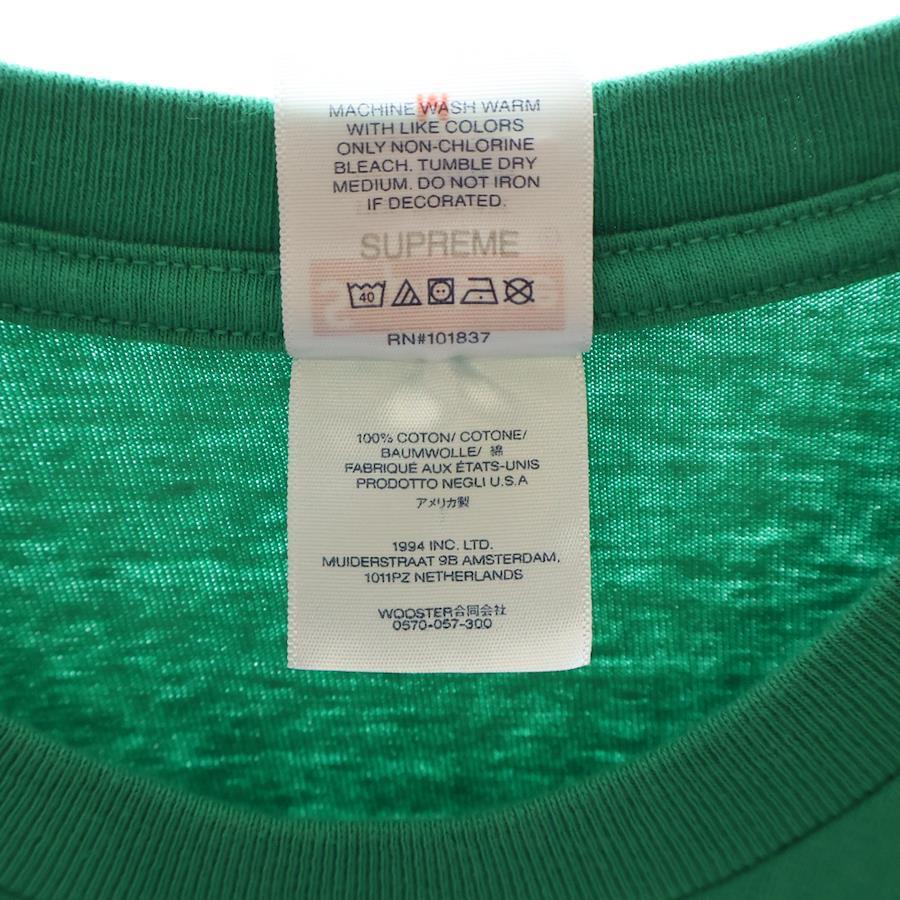 MACHINE WASH WARM
WITH LIKE COLORS
ONLY NON-CHLORINE
BLEACH. TUMBLE DRY
MEDIUM. DO NOT IRON
IF DECORATED.
SUPREME
40
RN#101837
100% COTON/ COTONE/
BAUMWOLLE/ 綿
FABRIQUÉ AUX ÉTATS-UNIS
PRODOTTO NEGLI U.S.A
アメリカ製
1994 INC. LTD.
MUIDERSTRAAT 9B AMSTERDAM,
1011PZ NETHERLANDS
WOOSTER合同会社
0570-057-300